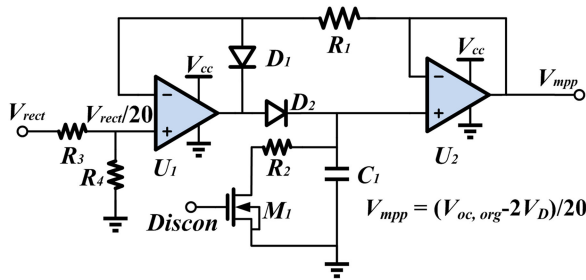 R1
Vcc
D1
Vcc
Vmpp
Vrect
Vrect/20
D2
R3
U1
U2
R4
R2
C1
Discon
M1
Vmpp = (Voc, org-2VD)/20